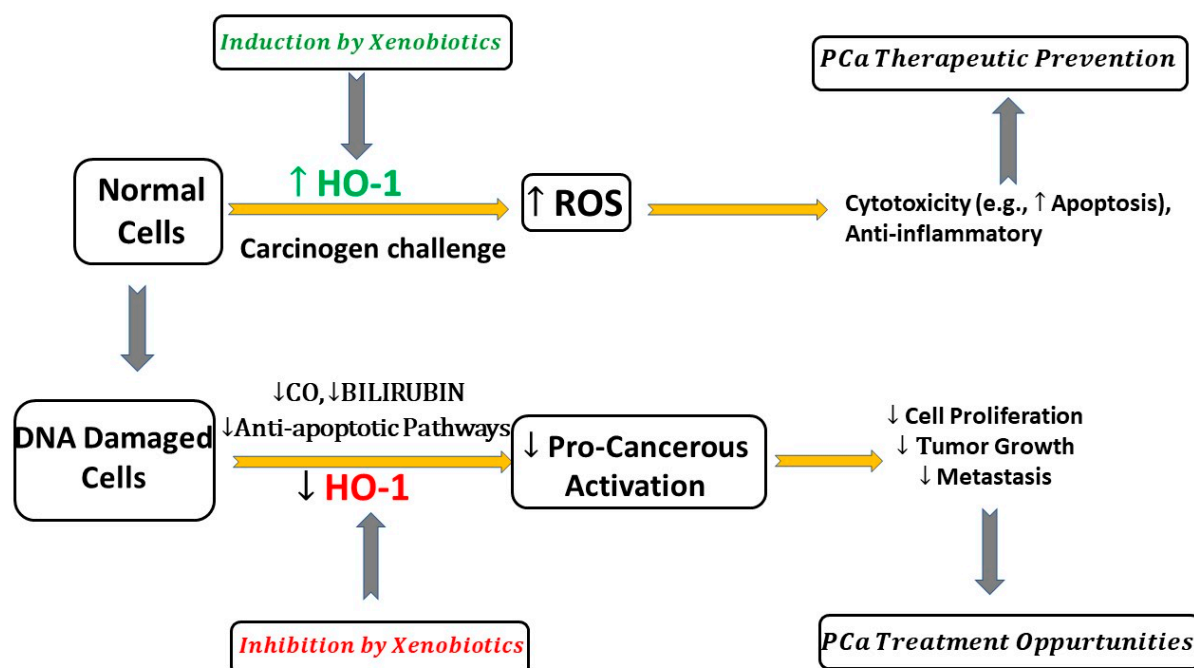 Induction by Xenobiotics
PCa Therapeutic Prevention
Normal
Cells
↑ HO-1
Carcinogen challenge
↑ ROS
Cytotoxicity (e.g., ↑ Apoptosis),
Anti-inflammatory
DNA Damaged
Cells
↓CO,↓BILIRUBIN
↓Anti-apoptotic Pathways
↓ HO-1
↓ Pro-Cancerous
Activation
↓ Cell Proliferation
↓ Tumor Growth
↓ Metastasis
Inhibition by Xenobiotics
PCa Treatment Oppurtunities